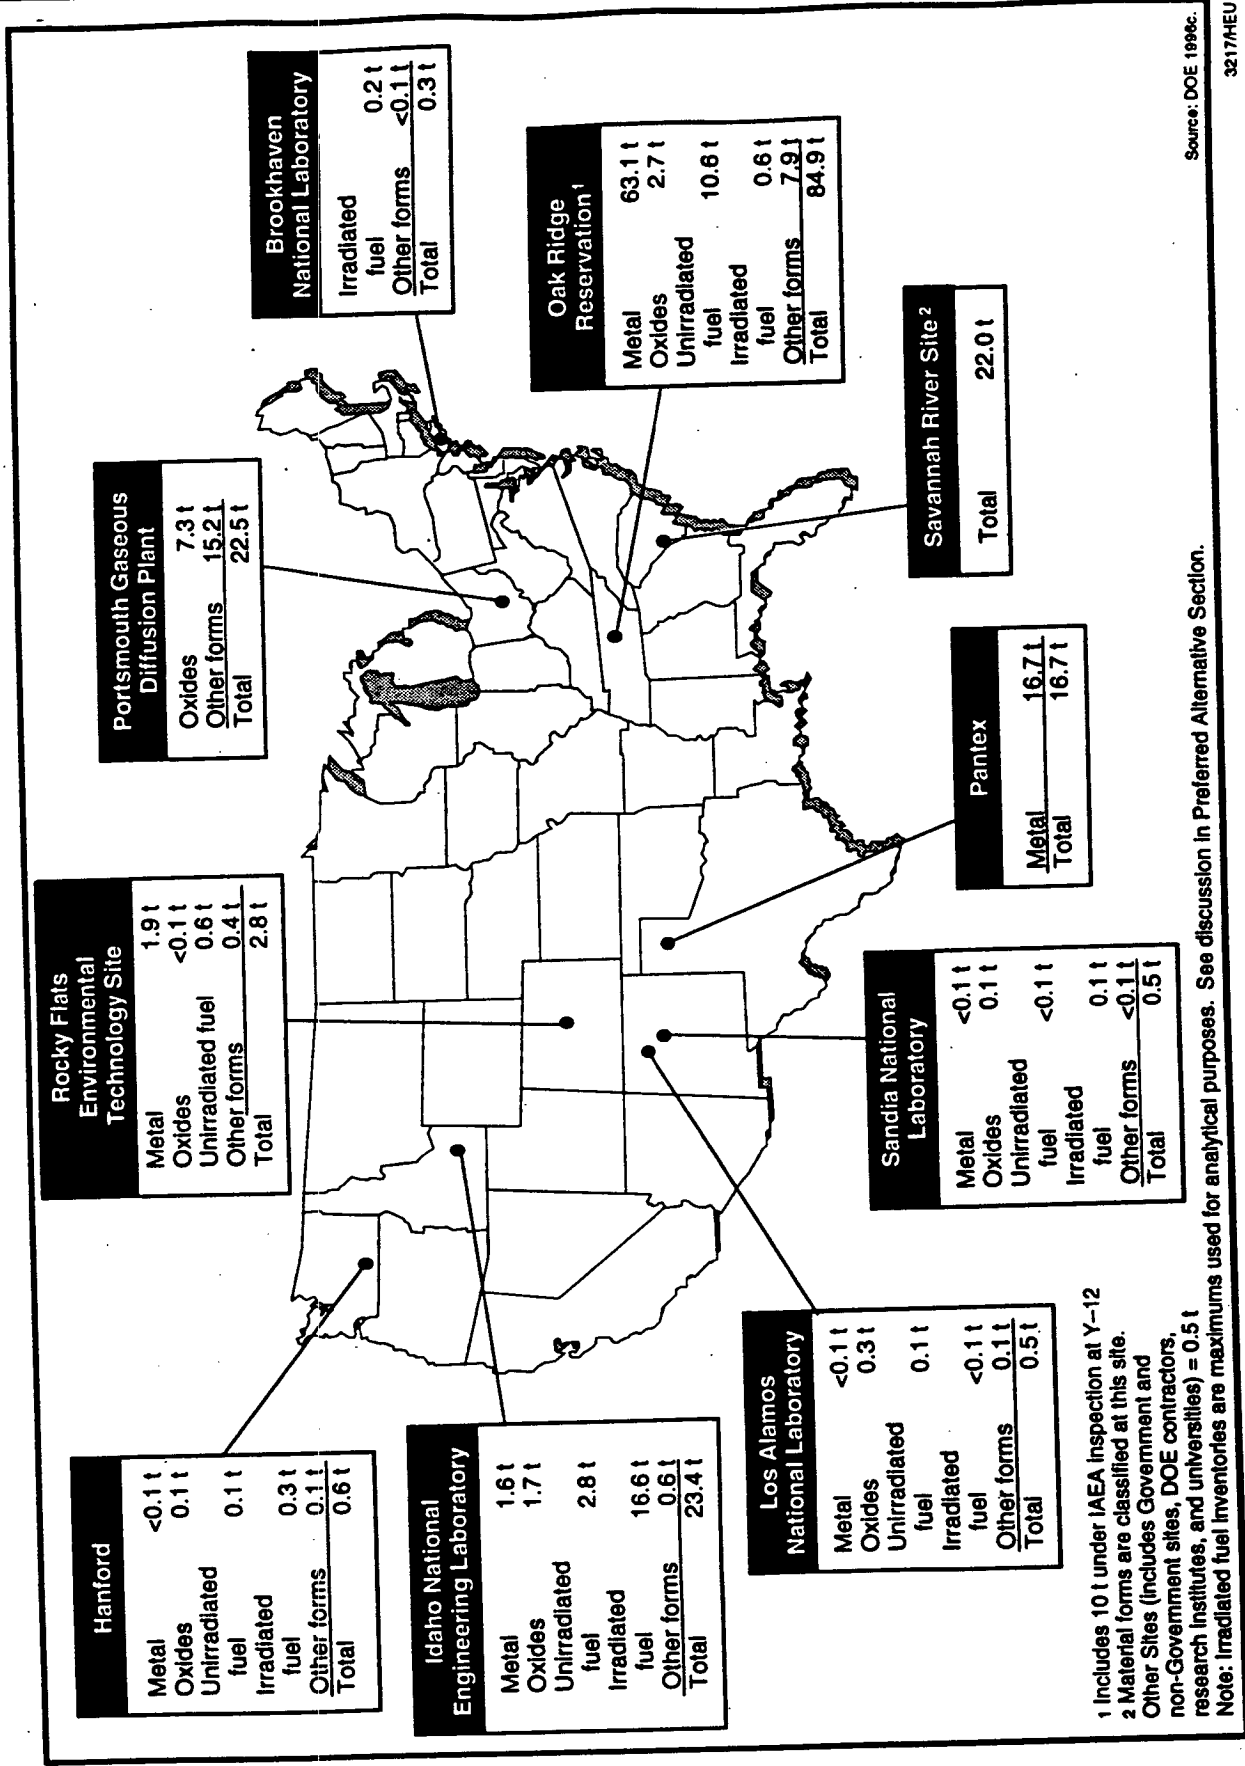 Hanford
Metal <0.1 t
Oxides 0.1 t
Unirradiated
fuel 0.1 t
Irradiated
fuel 0.3 t
Other forms 0.1 t
Total 0.6 t
Idaho National
Engineering Laboratory
Metal 1.6 t
Oxides 1.7 t
Unirradiated
fuel 2.8 t
Irradiated
fuel 16.6 t
Other forms 0.6 t
Total 23.4 t
Rocky Flats
Environmental
Technology Site
Metal 1.9 t
Oxides <0.1 t
Unirradiated fuel 0.6 t
Other forms 0.4 t
Total 2.8 t
Portsmouth Gaseous
Diffusion Plant
Oxides 7.3 t
Other forms 15.2 t
Total 22.5 t
Brookhaven
National Laboratory
Irradiated
fuel 0.2 t
Other forms <0.1 t
Total 0.3 t
Oak Ridge
Reservation1
Metal 63.1 t
Oxides 2.7 t
Unirradiated
fuel 10.6 t
Irradiated
fuel 0.6 t
Other forms 7.9 t
Total 84.9 t
Los Alamos
National Laboratory
Metal <0.1 t
Oxides 0.3 t
Unirradiated
fuel 0.1 t
Irradiated
fuel <0.1 t
Other forms 0.1 t
Total 0.5 t
Sandia National
Laboratory
Metal <0.1 t
Oxides 0.1 t
Unirradiated
fuel <0.1 t
Irradiated
fuel 0.1 t
Other forms <0.1 t
Total 0.5 t
Pantex
Metal 16.7 t
Total 16.7 t
Savannah River Site2
Total 22.0 t
1 Includes 10 t under IAEA inspection at Y–12
2 Material forms are classified at this site.
Other Sites (includes Government and
non-Government sites, DOE contractors,
research institutes, and universities) = 0.5 t
Note: Irradiated fuel inventories are maximums used for analytical purposes. See discussion in Preferred Alternative Section.
Source: DOE 1996c.
3217/HEU